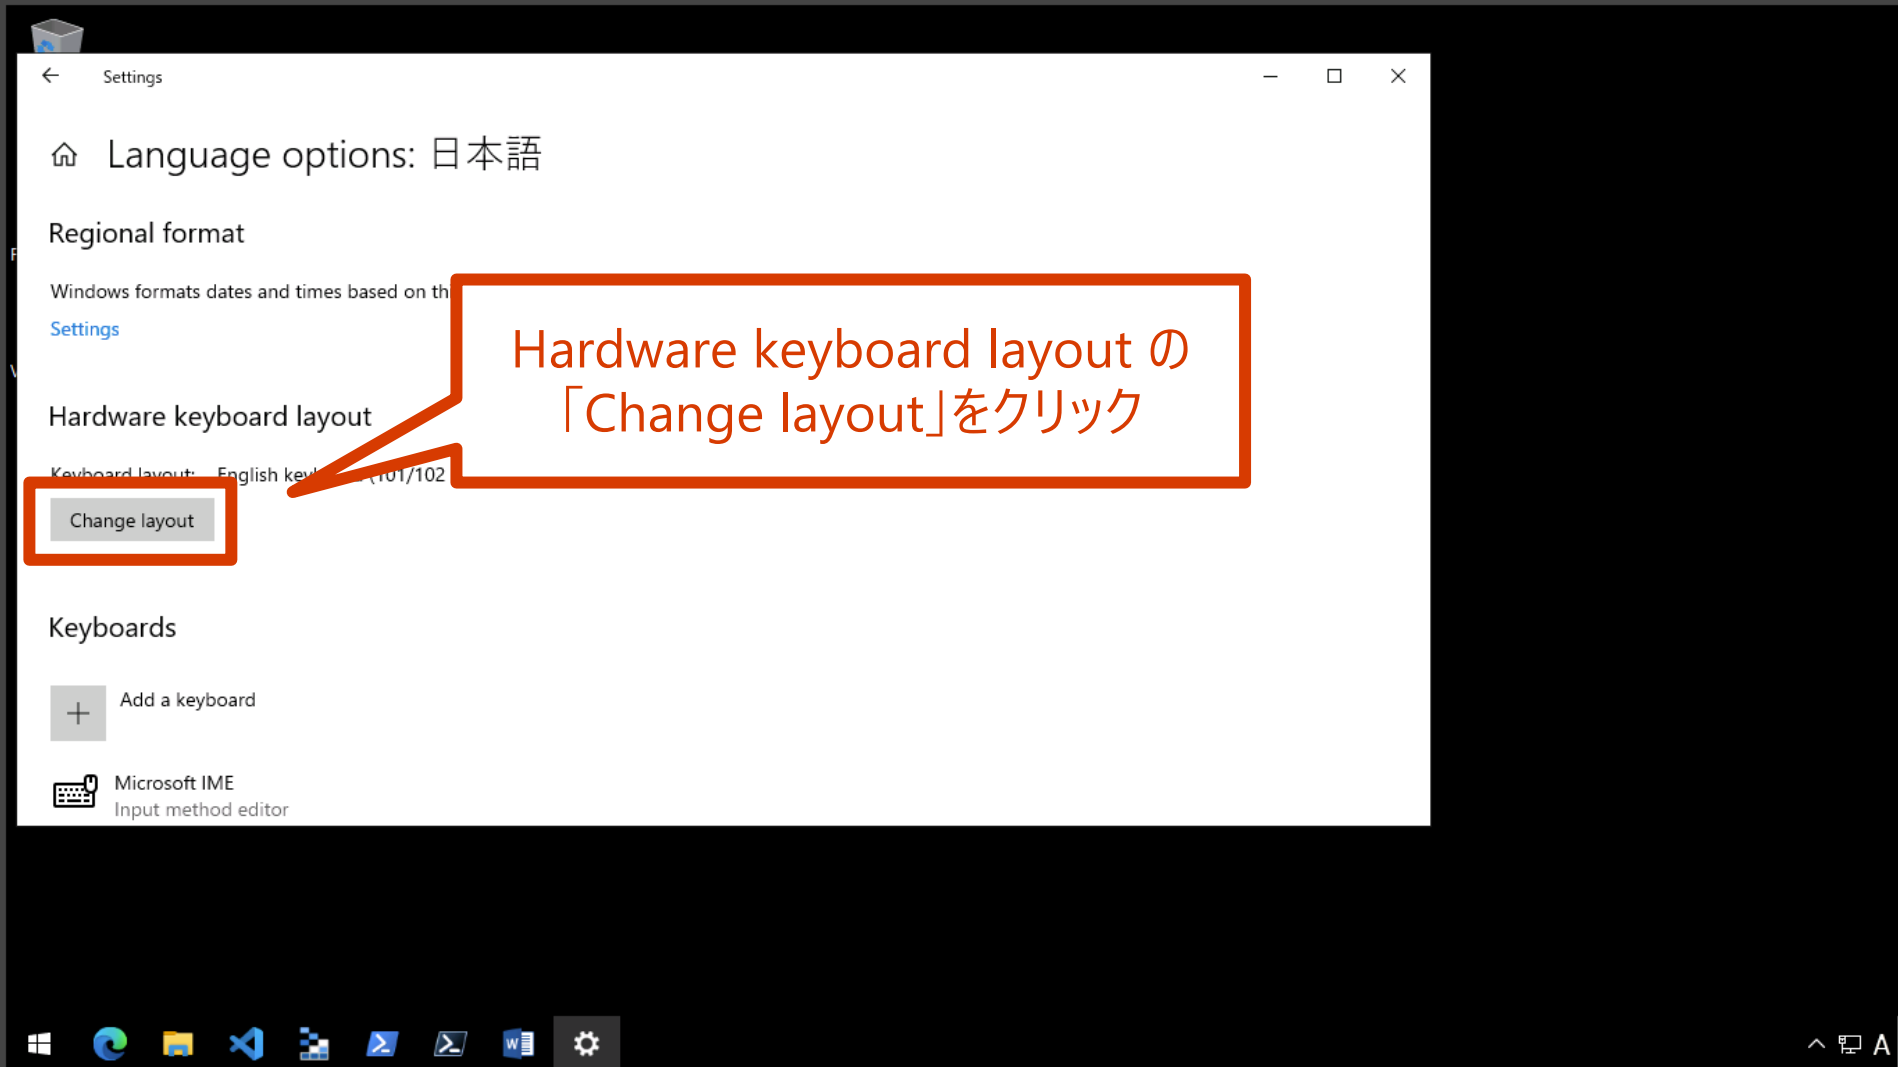 Settings
Language options: 日本語
Regional format
Windows formats dates and times based on
Settings
Hardware keyboard layout の
「Change layout」をクリック
Hardware keyboard layout
Keyboard layout: English (101/102
Change layout
Keyboards
Add a keyboard
Microsoft IME
Input method editor
A